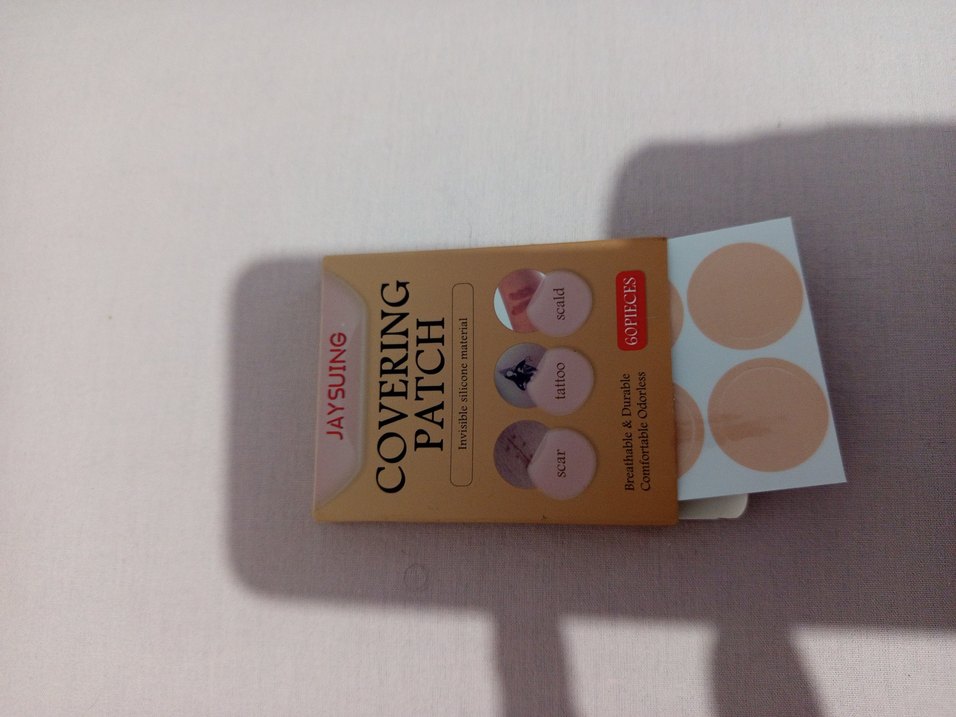 JAYSUING
COVERING
PATCH
Invisible silicone material
scar
tattoo
scald
Breathable & Durable
Comfortable Odorless
60PIECES